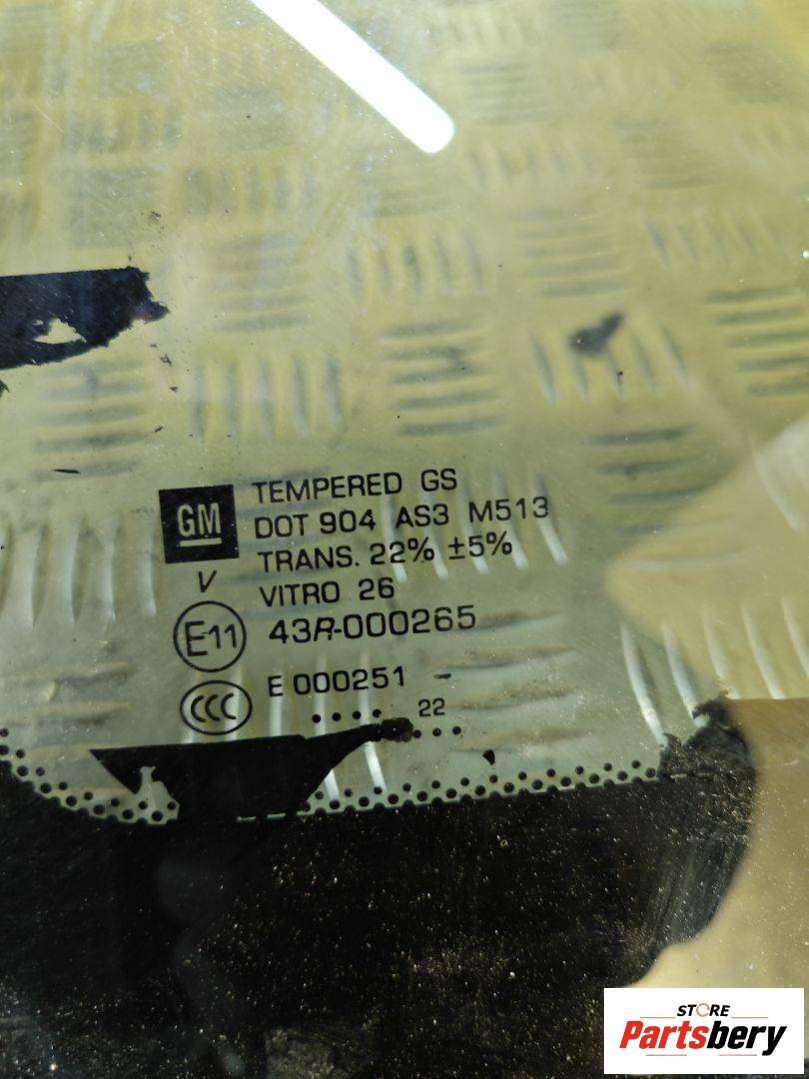 GM
TEMPERED GS
DOT 904 AS3 M513
TRANS. 22% ±5%
V
VITRO 26
E-11
43R-000265
CCC
E 000251 -
.... 22 ...
STORE
Partsbery